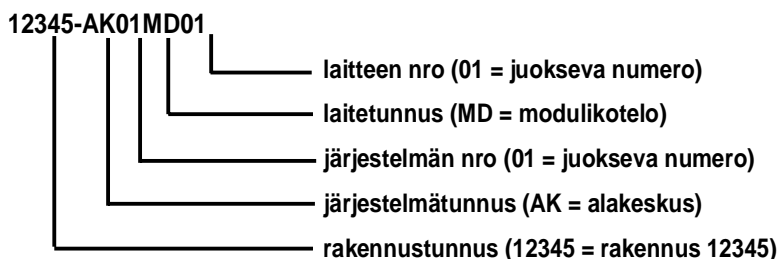 12345-AK01MD01
laitteen nro (01 = juokseva numero)
laitetunnus (MD = modulikotelo)
järjestelmän nro (01 = juokseva numero)
järjestelmätunnus (AK = alakeskus)
rakennustunnus (12345 = rakennus 12345)